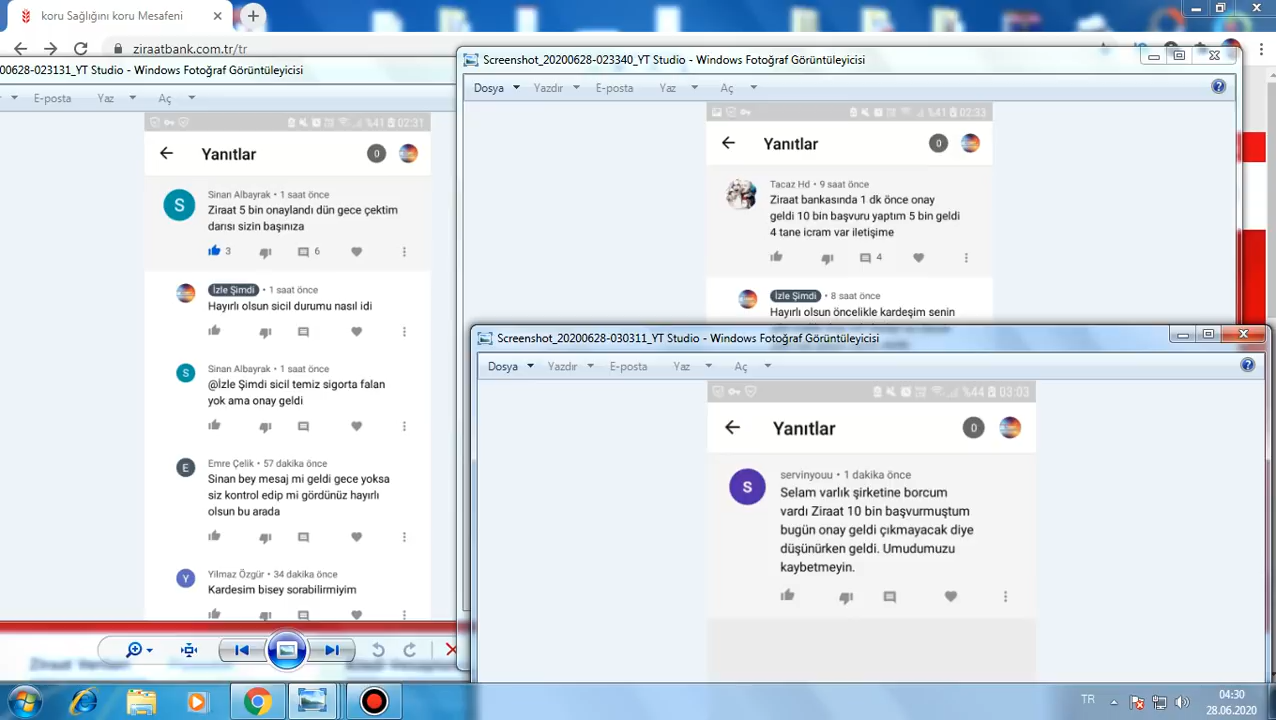 koru Sağlığını koru Mesafeni
ziraatbank.com.tr/tr
00628-023131_YT Studio - Windows Fotoğraf Görüntüleyicisi
E-posta Yaz Aç
%41 02:31
Yanıtlar 0
S
Sinan Albayrak • 1 saat önce
Ziraat 5 bin onaylandı dün gece çektim
darısı sizin başınıza
3 6
İzle Şimdi • 1 saat önce
Hayırlı olsun sicil durumu nasıl idi
S
Sinan Albayrak • 1 saat önce
@İzle Şimdi sicil temiz sigorta falan
yok ama onay geldi
E
Emre Çelik • 57 dakika önce
Sinan bey mesaj mi geldi gece yoksa
siz kontrol edip mi gördünüz hayırlı
olsun bu arada
Y
Yılmaz Özgür • 34 dakika önce
Kardesim bisey sorabilirmiyim
Screenshot_20200628-023340_YT Studio - Windows Fotoğraf Görüntüleyicisi
Dosya Yazdır E-posta Yaz Aç
%41 02:33
Yanıtlar 0
Tacaz Hd • 9 saat önce
Ziraat bankasında 1 dk önce onay
geldi 10 bin başvuru yaptım 5 bin geldi
4 tane icram var iletişime
4
İzle Şimdi • 8 saat önce
Hayırlı olsun öncelikle kardeşim senin
Screenshot_20200628-030311_YT Studio - Windows Fotoğraf Görüntüleyicisi
Dosya Yazdır E-posta Yaz Aç
%44 03:03
Yanıtlar 0
S
servinyouu • 1 dakika önce
Selam varlık şirketine borcum
vardı Ziraat 10 bin başvurmuştum
bugün onay geldi çıkmayacak diye
düşünürken geldi. Umudumuzu
kaybetmeyin.
TR
04:30
28.06.2020